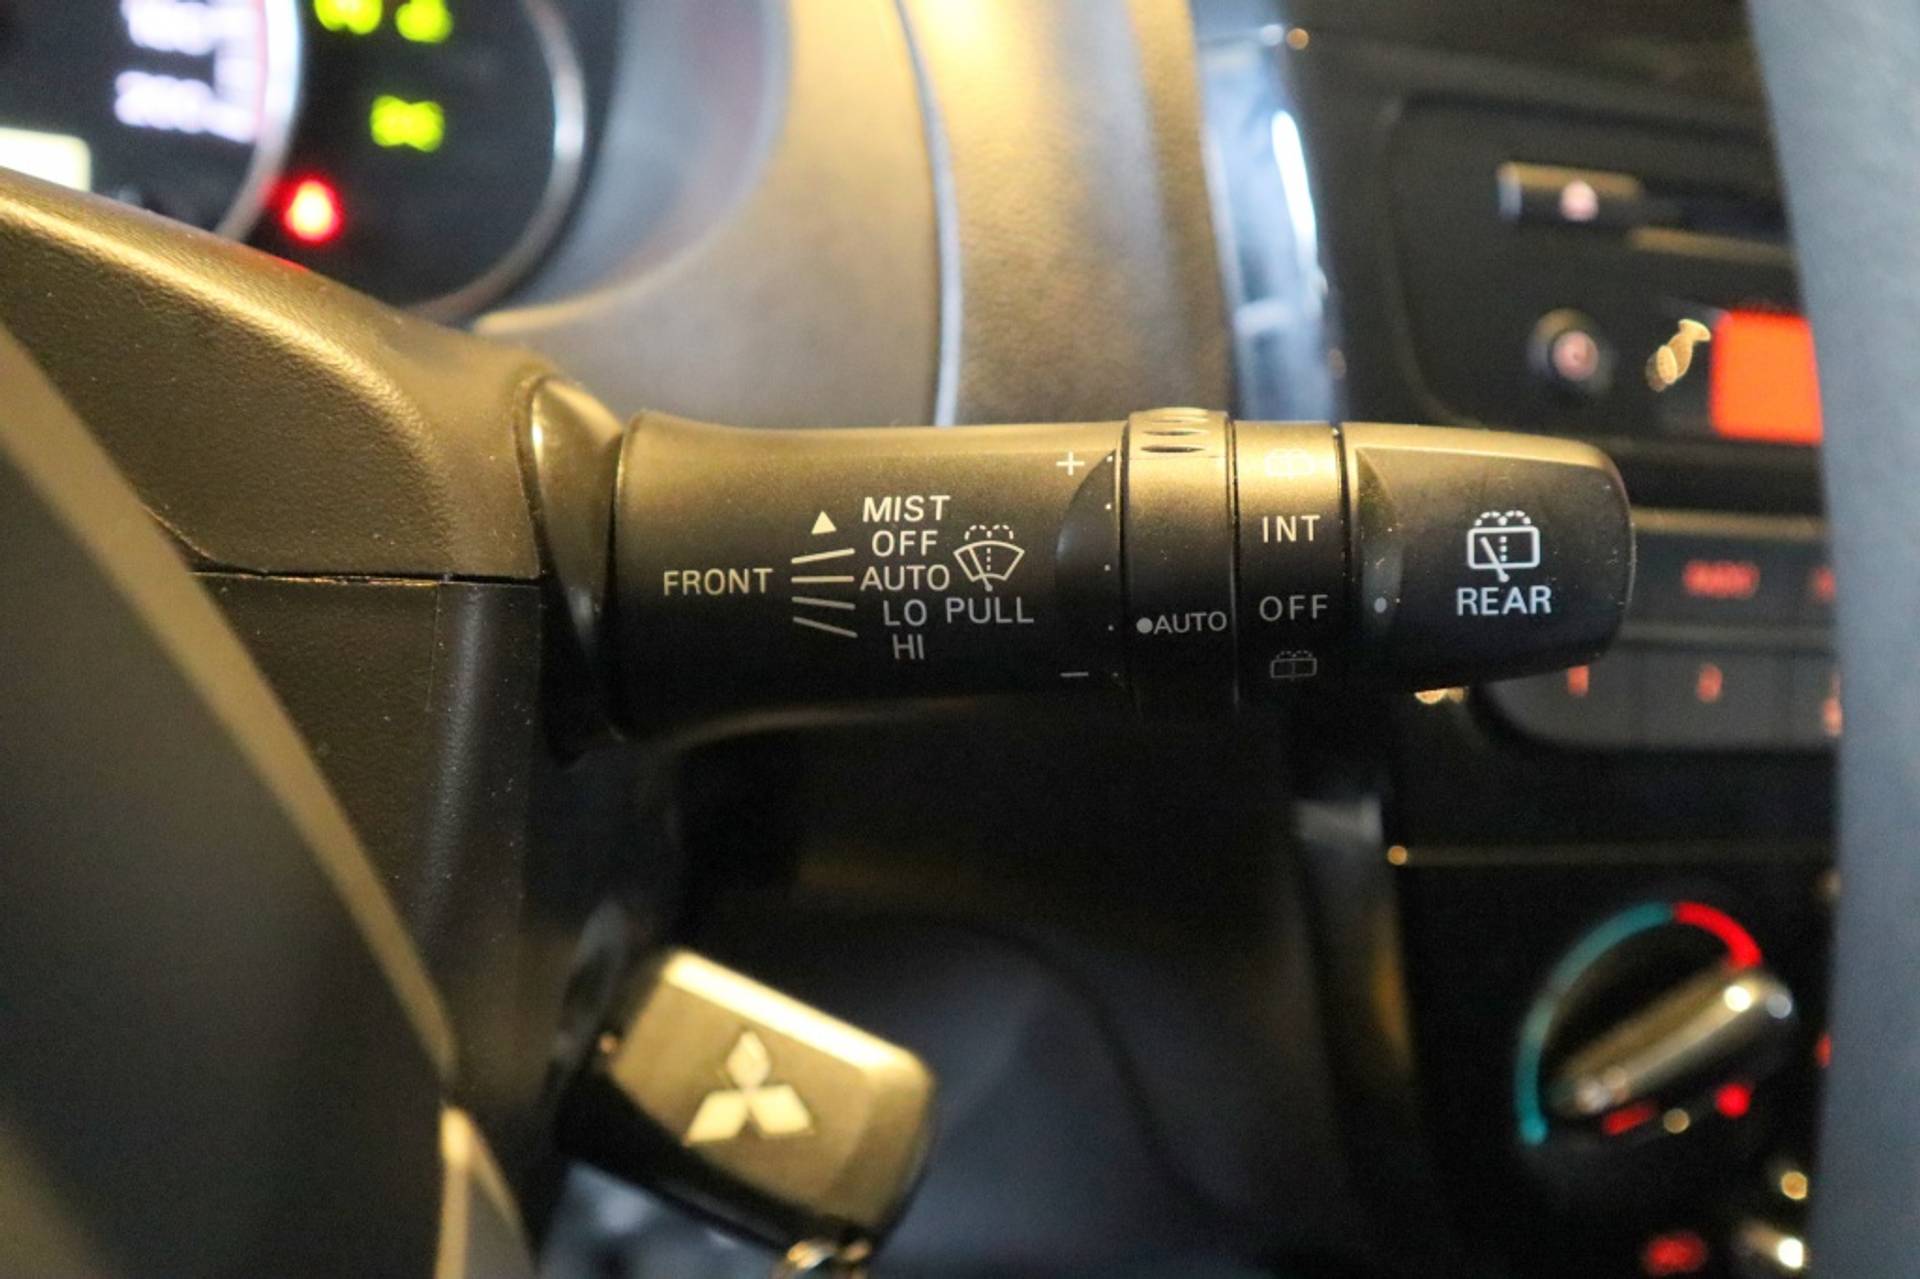 MIST
OFF
FRONT AUTO
LO PULL
HI
+
−
AUTO
INT
OFF
REAR